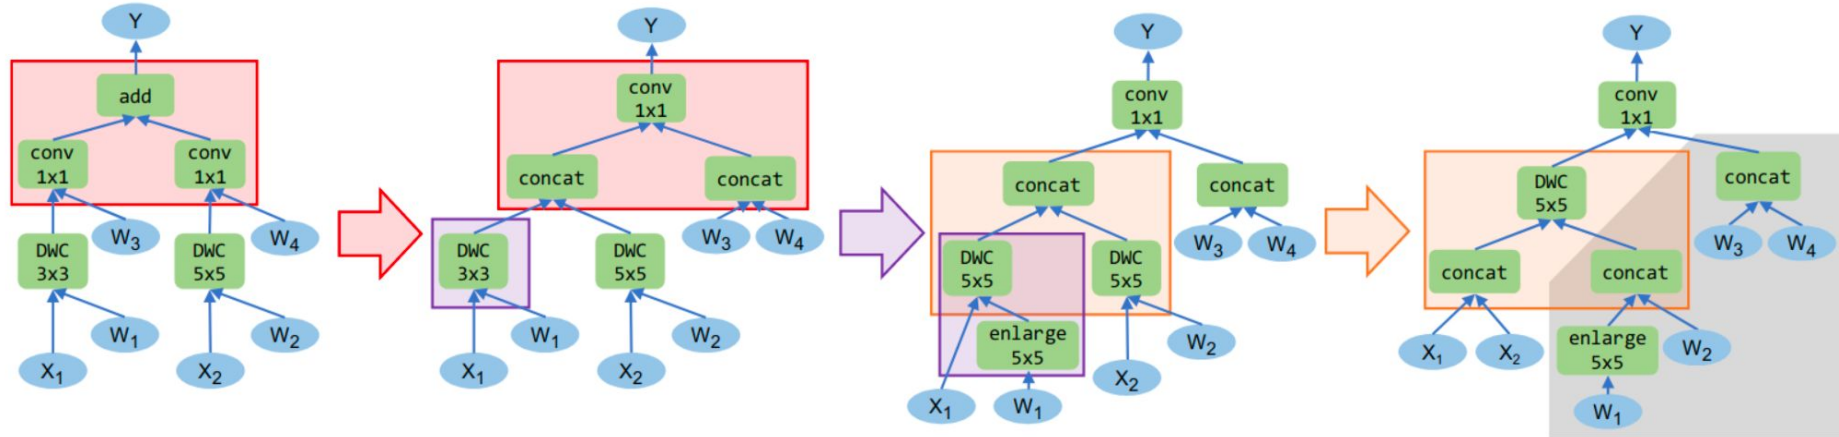 Y
add
conv
1x1
conv
1x1
W3
W4
DWC
3x3
DWC
5x5
W1
W2
X1
X2
Y
conv
1x1
concat
concat
W3
W4
DWC
3x3
DWC
5x5
W1
W2
X1
X2
Y
conv
1x1
concat
concat
W3
W4
DWC
5x5
DWC
5x5
enlarge
5x5
W2
X1
W1
X2
Y
conv
1x1
DWC
5x5
concat
W3
W4
concat
concat
X1
X2
enlarge
5x5
W2
W1